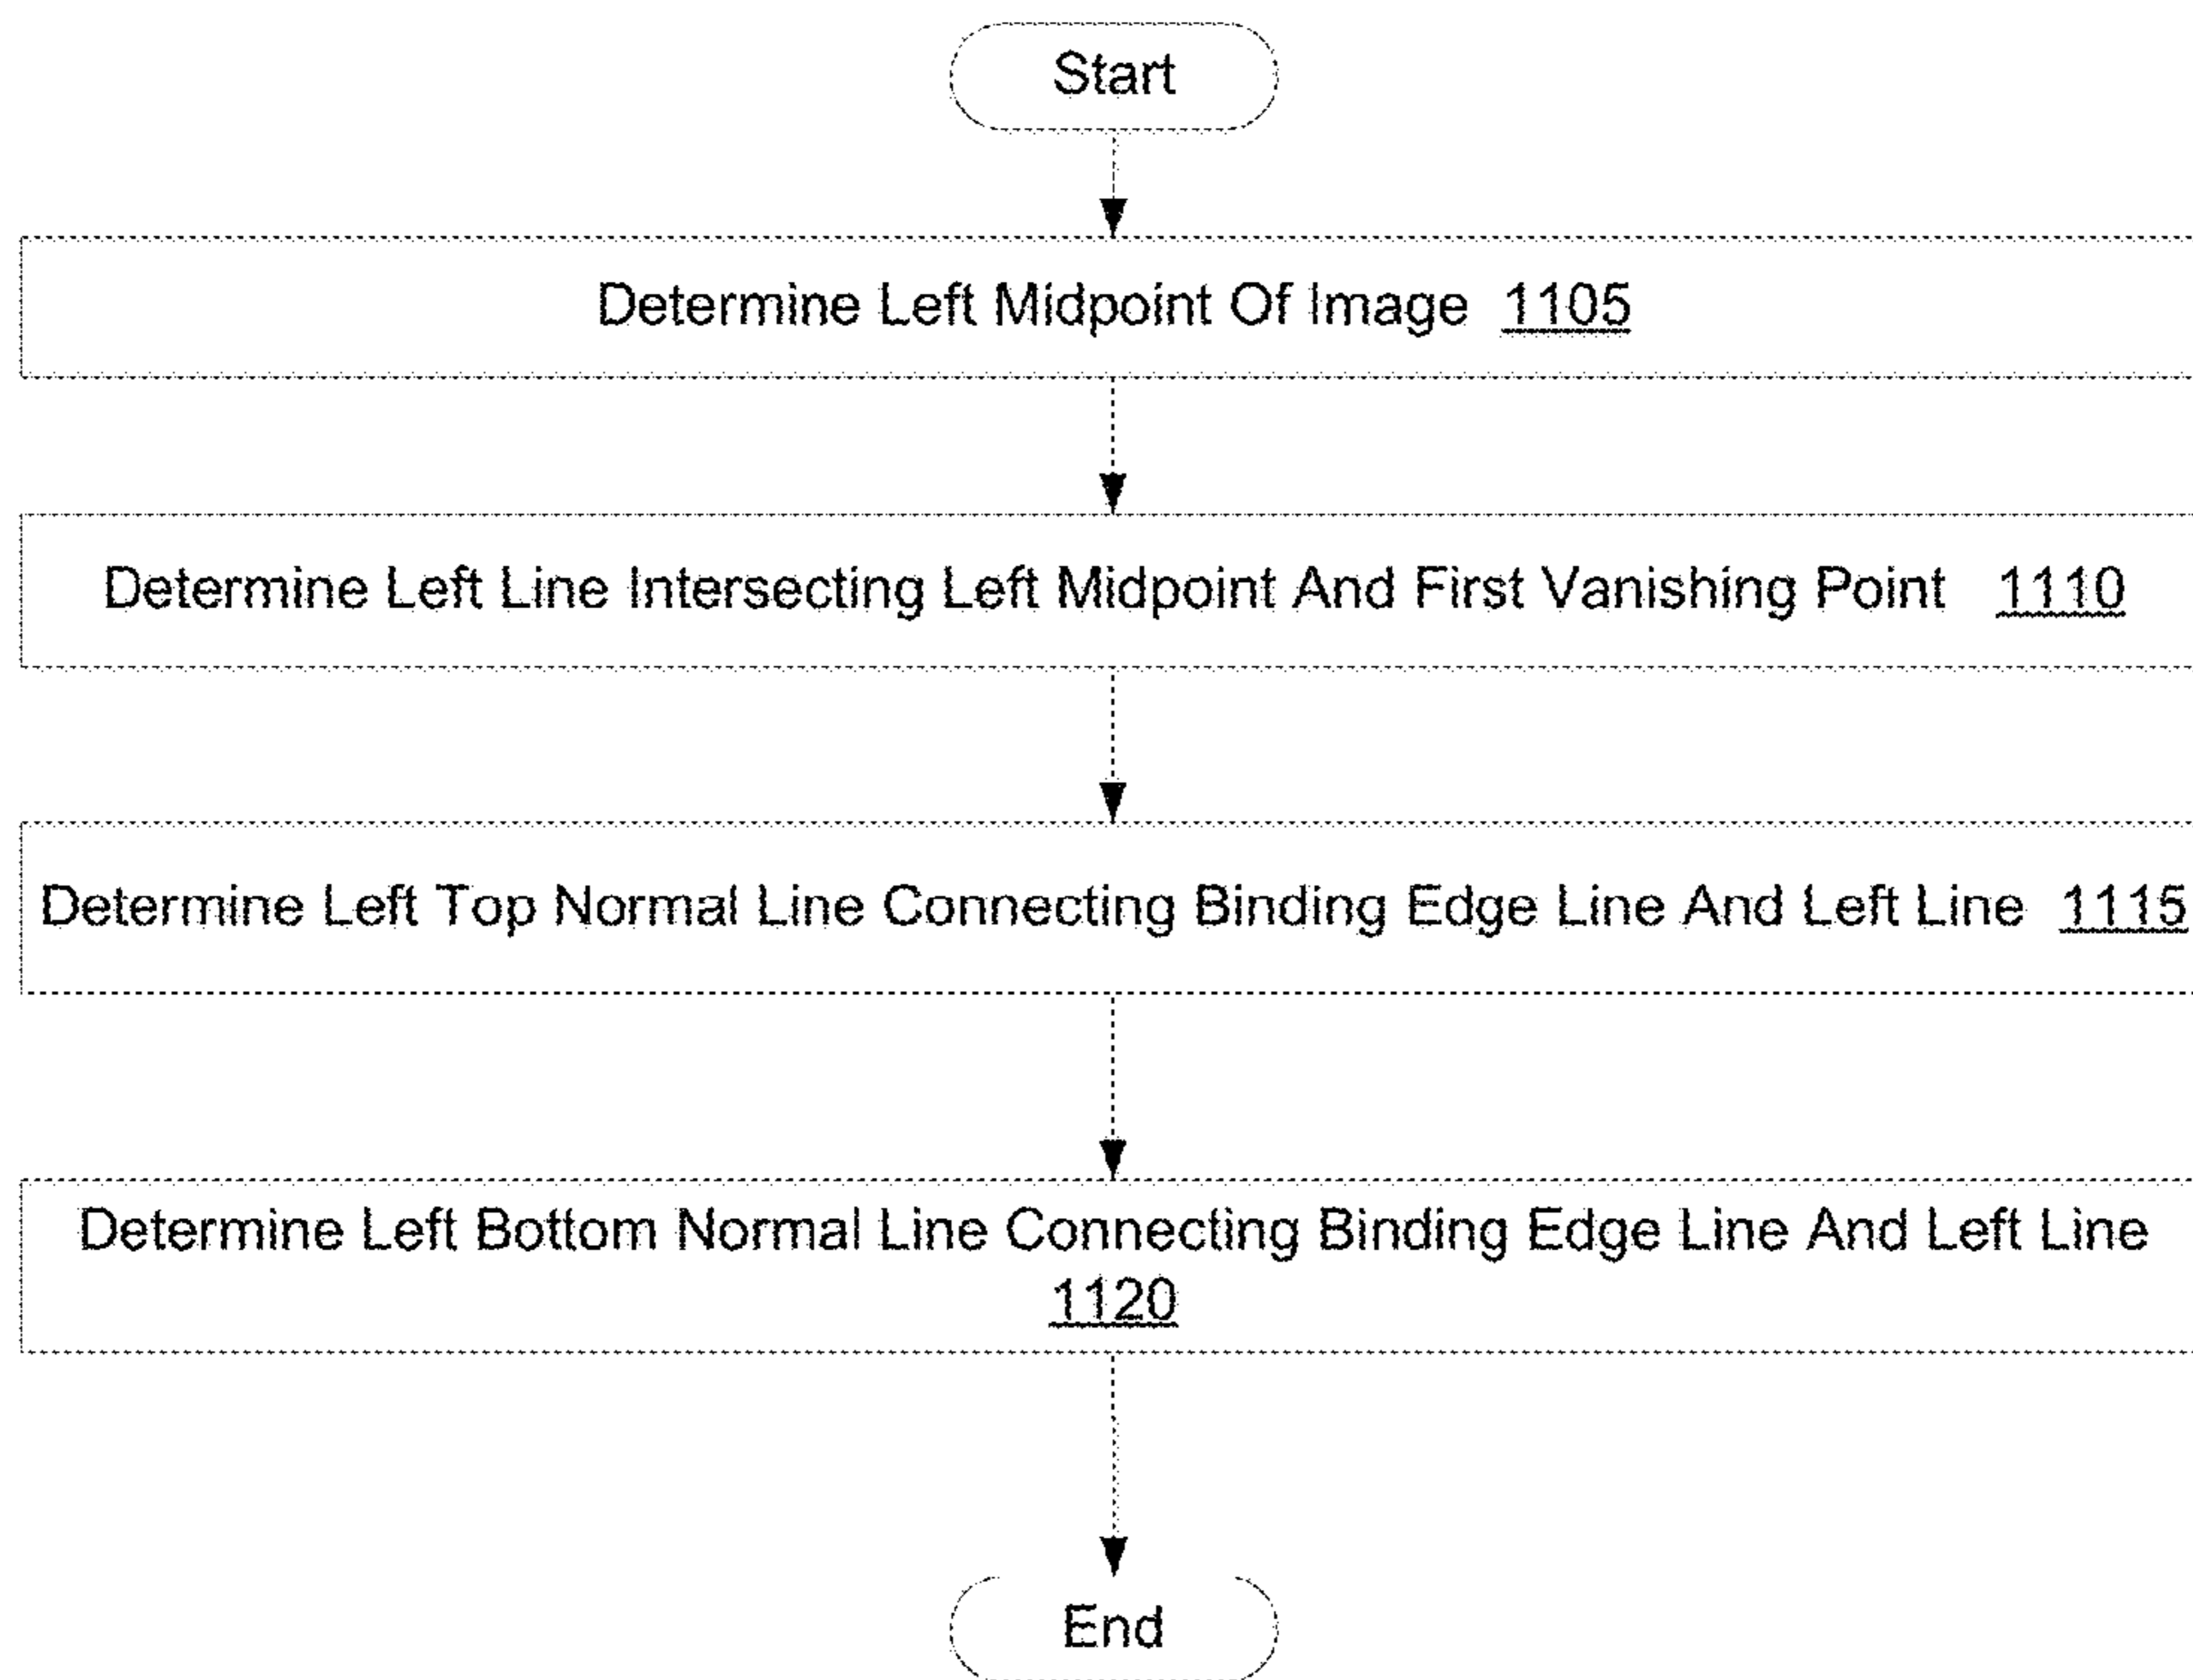 Start
Determine Left Midpoint Of Image 1105
Determine Left Line Intersecting Left Midpoint And First Vanishing Point 1110
Determine Left Top Normal Line Connecting Binding Edge Line And Left Line 1115
Determine Left Bottom Normal Line Connecting Binding Edge Line And Left Line
1120
End